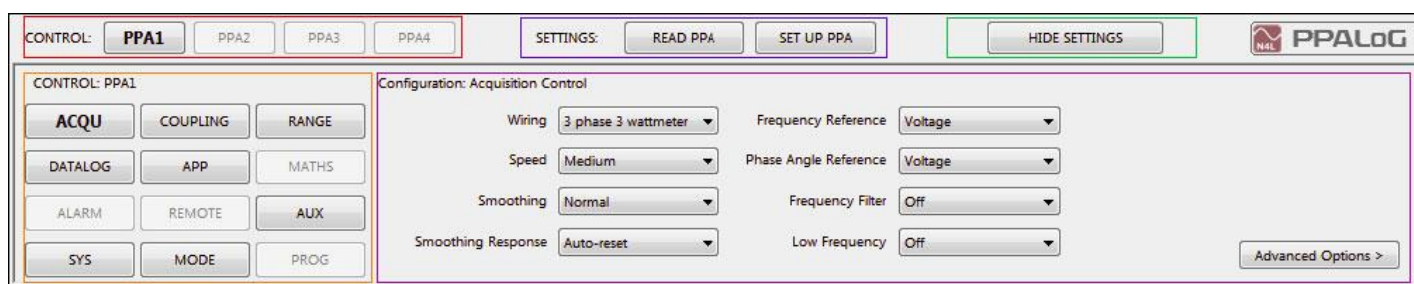 CONTROL: PPA1 PPA2 PPA3 PPA4 SETTINGS: READ PPA SET UP PPA HIDE SETTINGS N4L PPALoG
CONTROL: PPA1 Configuration: Acquisition Control
ACQU COUPLING RANGE Wiring 3 phase 3 wattmeter Frequency Reference Voltage
DATALOG APP MATHS Speed Medium Phase Angle Reference Voltage
ALARM REMOTE AUX Smoothing Normal Frequency Filter Off
SYS MODE PROG Smoothing Response Auto-reset Low Frequency Off
Advanced Options >